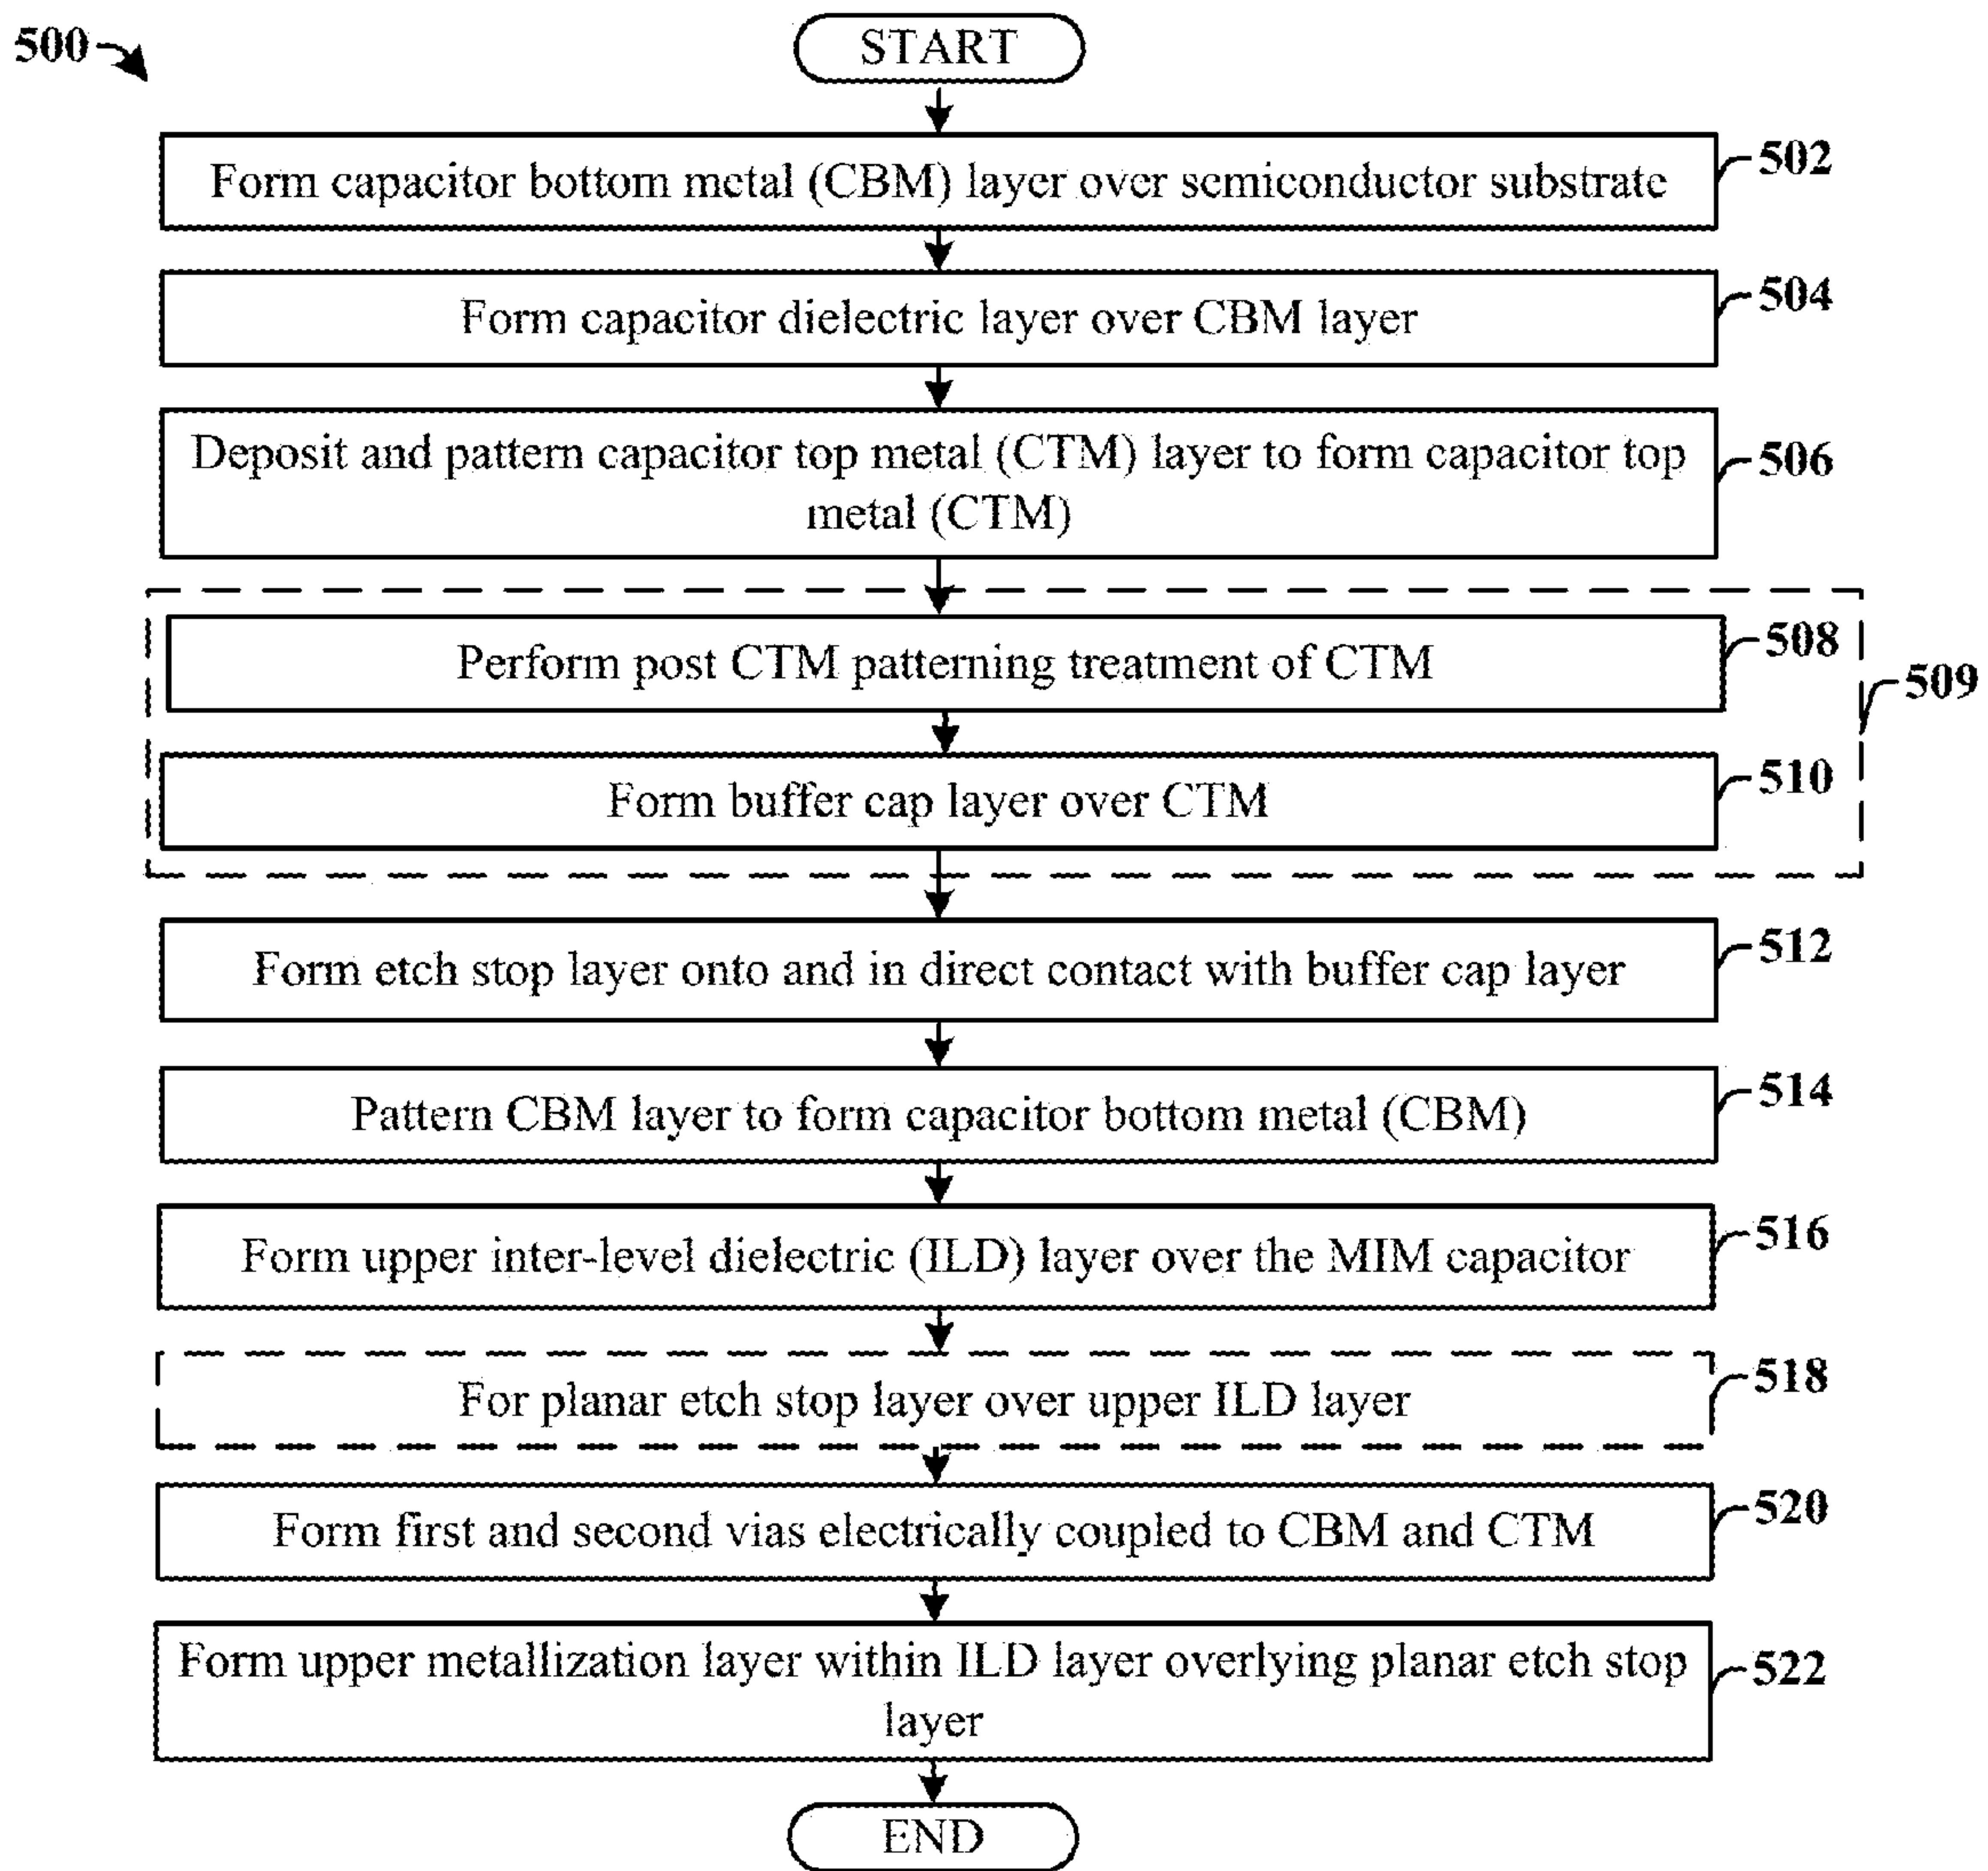 500
START
Form capacitor bottom metal (CBM) layer over semiconductor substrate
502
Form capacitor dielectric layer over CBM layer
504
Deposit and pattern capacitor top metal (CTM) layer to form capacitor top
metal (CTM)
506
Perform post CTM patterning treatment of CTM
508
509
Form buffer cap layer over CTM
510
Form etch stop layer onto and in direct contact with buffer cap layer
512
Pattern CBM layer to form capacitor bottom metal (CBM)
514
Form upper inter-level dielectric (ILD) layer over the MIM capacitor
516
For planar etch stop layer over upper ILD layer
518
Form first and second vias electrically coupled to CBM and CTM
520
Form upper metallization layer within ILD layer overlying planar etch stop
layer
522
END